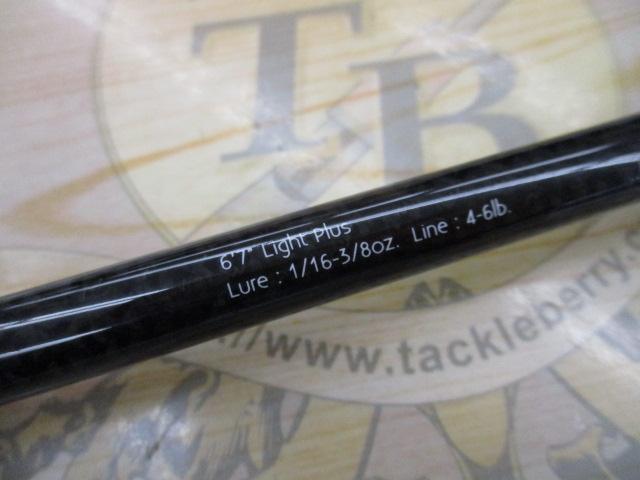 TB
6'7" Light Plus
Lure : 1/16-3/8oz. Line : 4-6lb.
//www.tackleberry.c